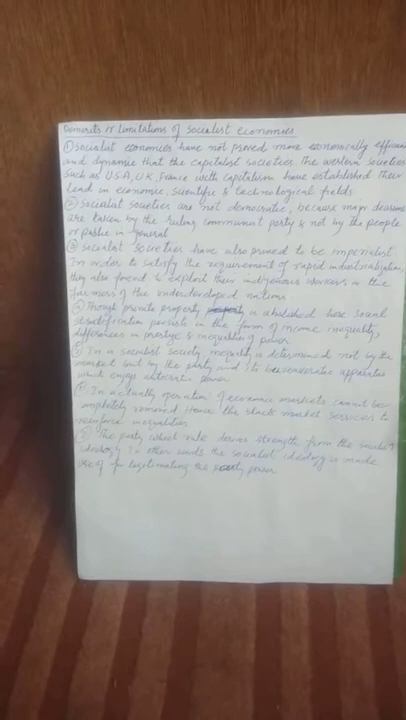 Demerits or Limitations of Socialist economies
① Socialist economies have not proved more economically efficient
and dynamic that the capitalist societies. The western societies
such as U.S.A, U.K, France with capitalism have established their
lead in economic, scientific & technological fields
② Socialist societies are not democratic, because major decisions
are taken by the ruling communist party & not by the people
or public in general
③ Socialist societies have also proved to be imperialist
In order to satisfy the requirement of rapid industrialization,
they also forced to exploit their indigenous workers in the
farmers of the underdeveloped nations
④ Though private property is abolished here social
stratification persists in the form of income inequality,
differences in prestige & inequalities of power
⑤ In a socialist society inequality is determined not by the
market but by the party and its beaureucratic apparatus
which enjoys autocratic power
In actually operation of economic markets cannot be
completely removed Hence the black market services to
reinforce inequalities
The party which rule derives strength from the socialist
ideology In other words the socialist ideology is made
use of for legitimating the party power